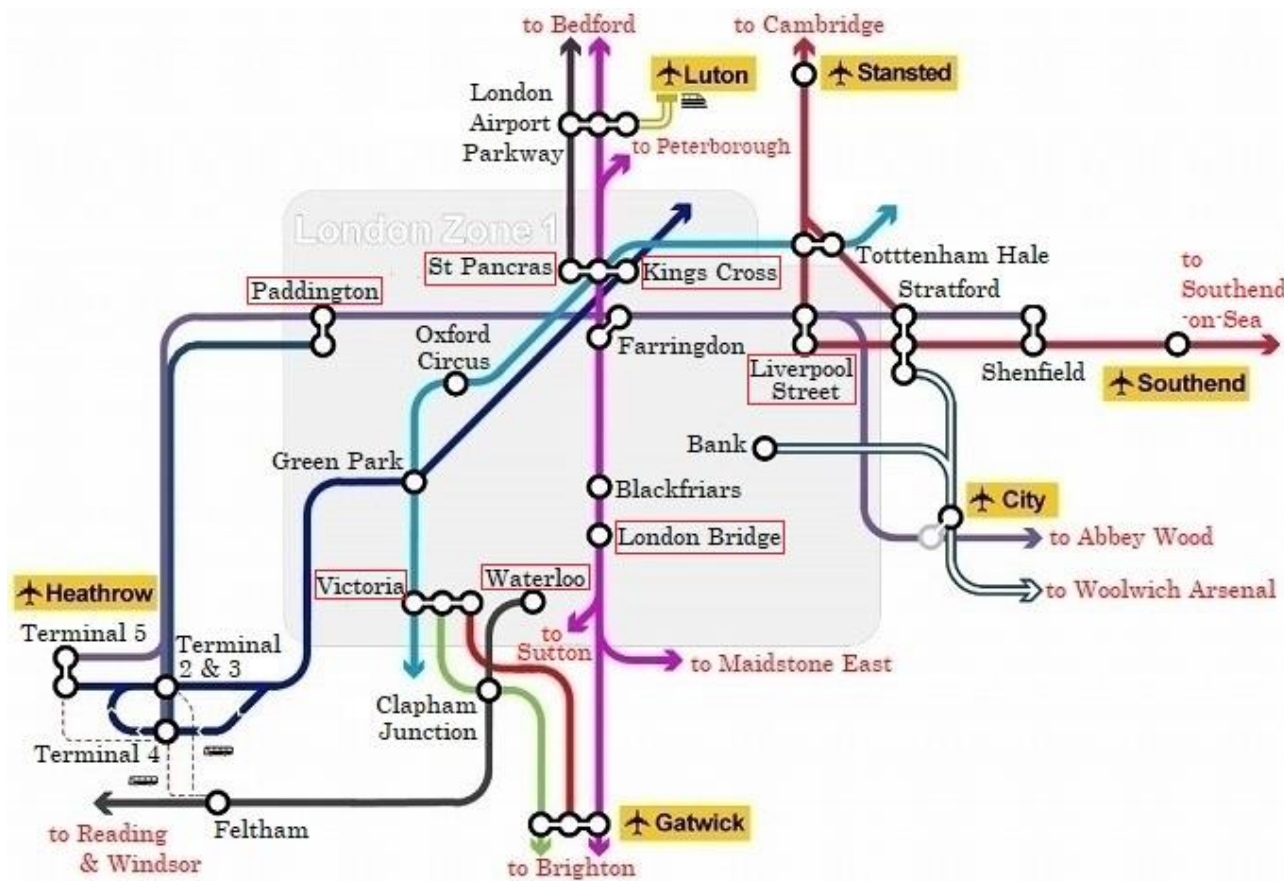 to Bedford
to Cambridge
Luton
Stansted
London
Airport
Parkway
to Peterborough
London Zone 1
St Pancras
Kings Cross
Totttenham Hale
to
Southend
-on-Sea
Paddington
Stratford
Oxford
Circus
Farringdon
Liverpool
Street
Shenfield
Southend
Bank
Green Park
Blackfriars
City
London Bridge
to Abbey Wood
Heathrow
Victoria
Waterloo
to Woolwich Arsenal
Terminal 5
Terminal
2 & 3
to
Sutton
to Maidstone East
Clapham
Junction
Terminal 4
Feltham
Gatwick
to Reading
& Windsor
to Brighton